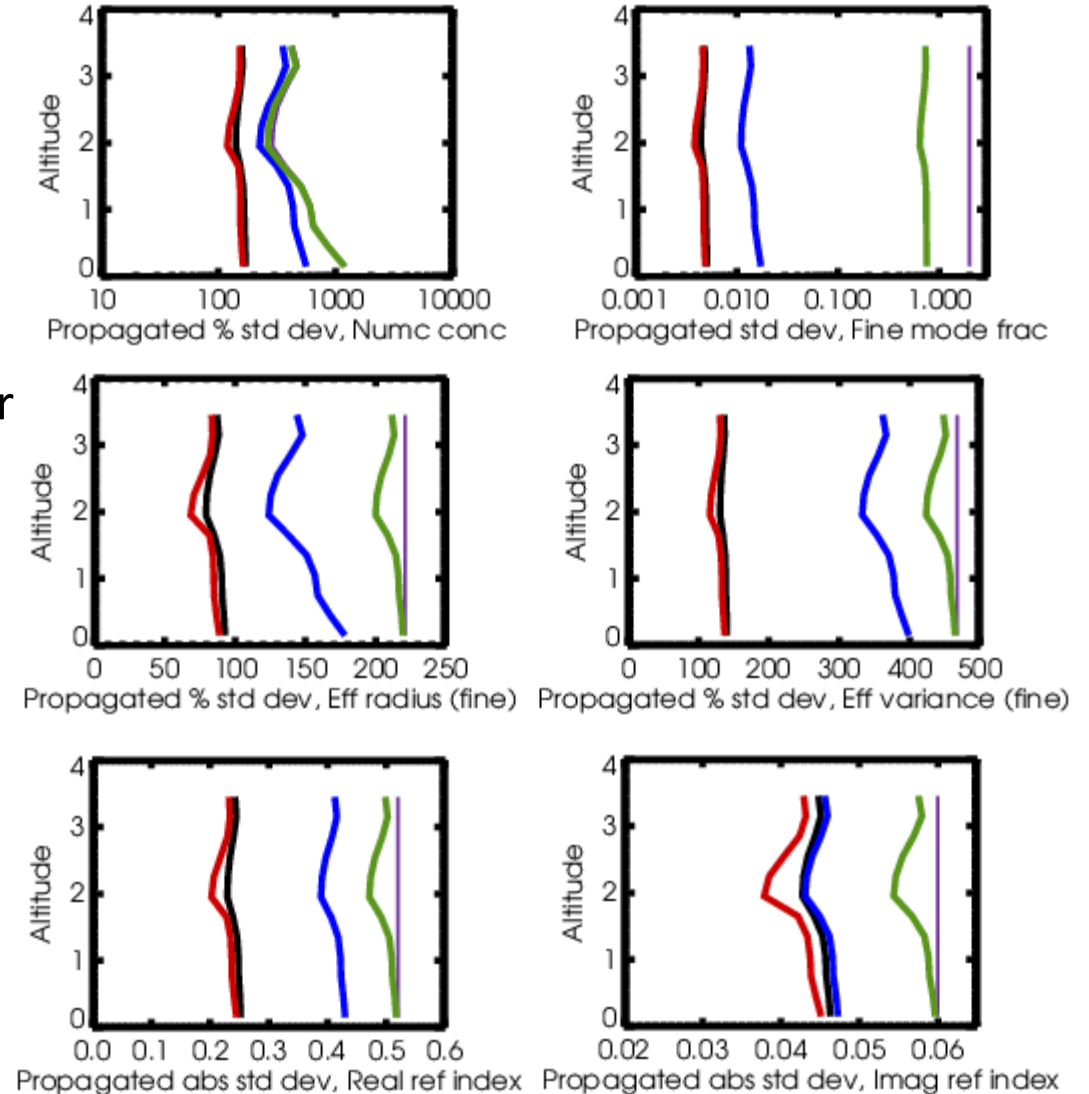 4
4
3
3
Altitude
Altitude
2
2
1
1
0
0
10 100 1000 10000
0.001 0.010 0.100 1.000
Propagated % std dev, Numc conc
Propagated std dev, Fine mode frac
r
4
4
3
3
Altitude
Altitude
2
2
1
1
0
0
0 50 100 150 200 250
0 100 200 300 400 500
Propagated % std dev, Eff radius (fine)
Propagated % std dev, Eff variance (fine)
4
4
3
3
Altitude
Altitude
2
2
1
1
0
0
0.0 0.1 0.2 0.3 0.4 0.5 0.6
0.02 0.03 0.04 0.05 0.06
Propagated abs std dev, Real ref index
Propagated abs std dev, Imag ref index